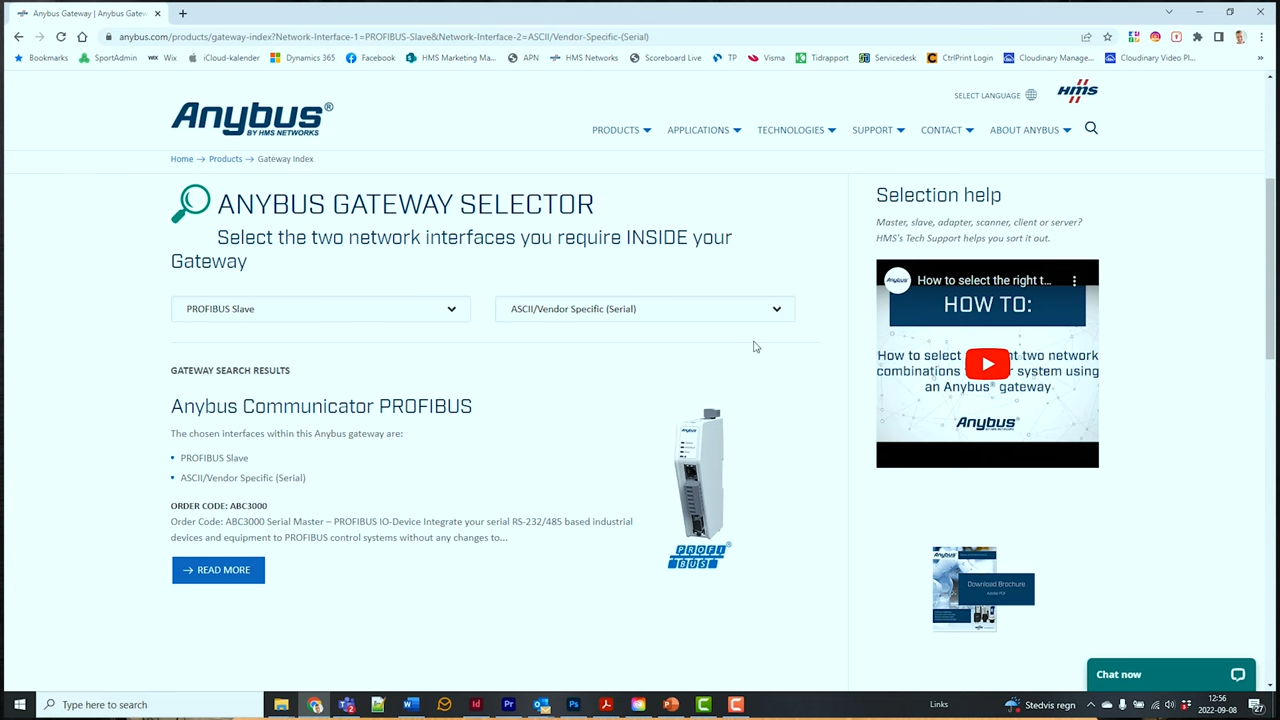 Anybus Gateway | Anybus Gatew
anybus.com/products/gateway-index?Network-Interface-1=PROFIBUS-Slave&Network-Interface-2=ASCII/Vendor-Specific-(Serial)
Bookmarks SportAdmin WIX Wix iCloud-kalender Dynamics 365 Facebook HMS Marketing Ma... APN HMS Networks Scoreboard Live TP Visma Tidrapport Servicedesk CtrlPrint Login Cloudinary Manage... Cloudinary Video Pl... »
SELECT LANGUAGE HMS
Anybus®
BY HMS NETWORKS
PRODUCTS APPLICATIONS TECHNOLOGIES SUPPORT CONTACT ABOUT ANYBUS
Home → Products → Gateway Index
ANYBUS GATEWAY SELECTOR
Select the two network interfaces you require INSIDE your
Gateway
PROFIBUS Slave ASCII/Vendor Specific (Serial)
GATEWAY SEARCH RESULTS
Anybus Communicator PROFIBUS
The chosen interfaces within this Anybus gateway are:
• PROFIBUS Slave
• ASCII/Vendor Specific (Serial)
ORDER CODE: ABC3000
Order Code: ABC3000 Serial Master – PROFIBUS IO-Device Integrate your serial RS-232/485 based industrial
devices and equipment to PROFIBUS control systems without any changes to...
→ READ MORE
Anybus
PROFI
BUS®
Selection help
Master, slave, adapter, scanner, client or server?
HMS's Tech Support helps you sort it out.
Anybus How to select the right t...
HOW TO:
How to select nt two network
combinations r system using
an Anybus® gateway
Anybus®
Anybus
Download Brochure
Adobe PDF
Chat now
Type here to search
Links Stedvis regn 12:56
2022-09-08 27